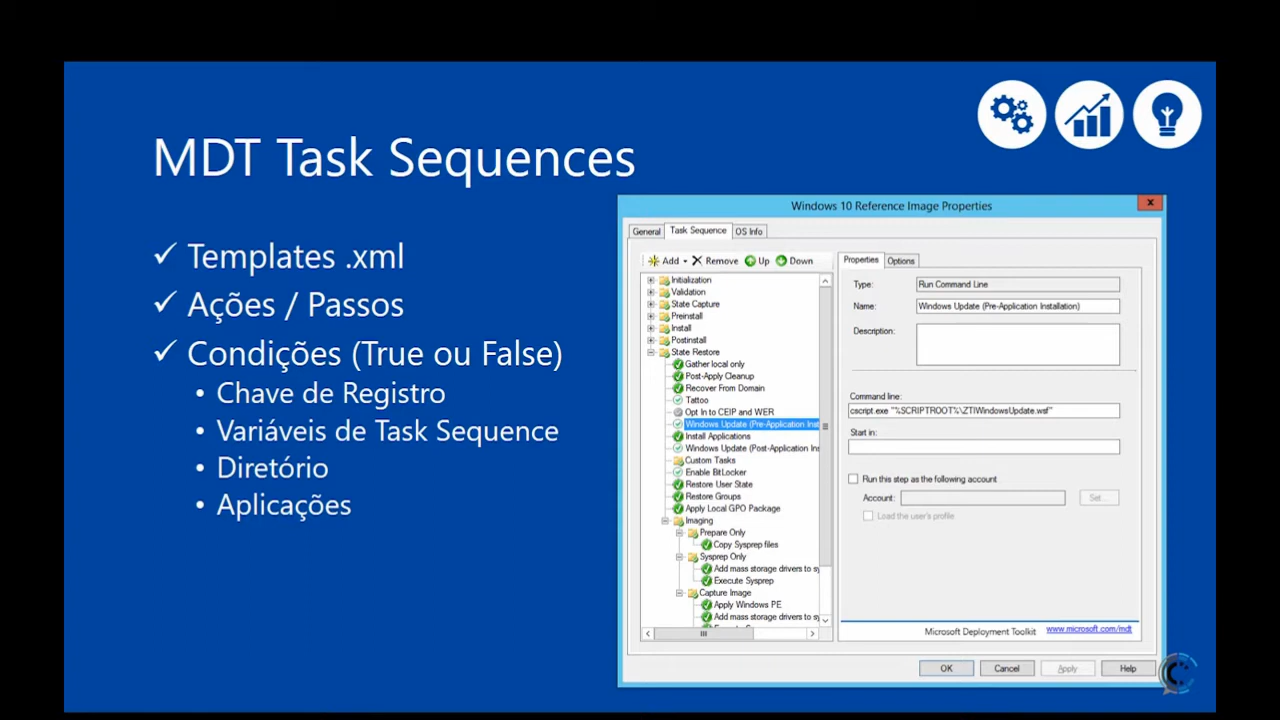 MDT Task Sequences
✓ Templates .xml
✓ Ações / Passos
✓ Condições (True ou False)
• Chave de Registro
• Variáveis de Task Sequence
• Diretório
• Aplicações
Windows 10 Reference Image Properties
x
General Task Sequence OS Info
Add Remove Up Down
Initialization
Validation
State Capture
Preinstall
Install
Postinstall
State Restore
Gather local only
Post-Apply Cleanup
Recover From Domain
Tattoo
Opt In to CEIP and WER
Windows Update (Pre-Application Inst
Install Applications
Windows Update (Post-Application In
Custom Tasks
Enable BitLocker
Restore User State
Restore Groups
Apply Local GPO Package
Imaging
Prepare Only
Copy Sysprep files
Sysprep Only
Add mass storage drivers to sy
Execute Sysprep
Capture Image
Apply Windows PE
Add mass storage drivers to sy
Properties Options
Type: Run Command Line
Name: Windows Update (Pre-Application Installation)
Description:
Command line:
cscript.exe "%SCRIPTROOT%\ZTIWindowsUpdate.wsf"
Start in:
Run this step as the following account
Account: Set...
Load the user's profile
Microsoft Deployment Toolkit www.microsoft.com/mdt
OK Cancel Apply Help